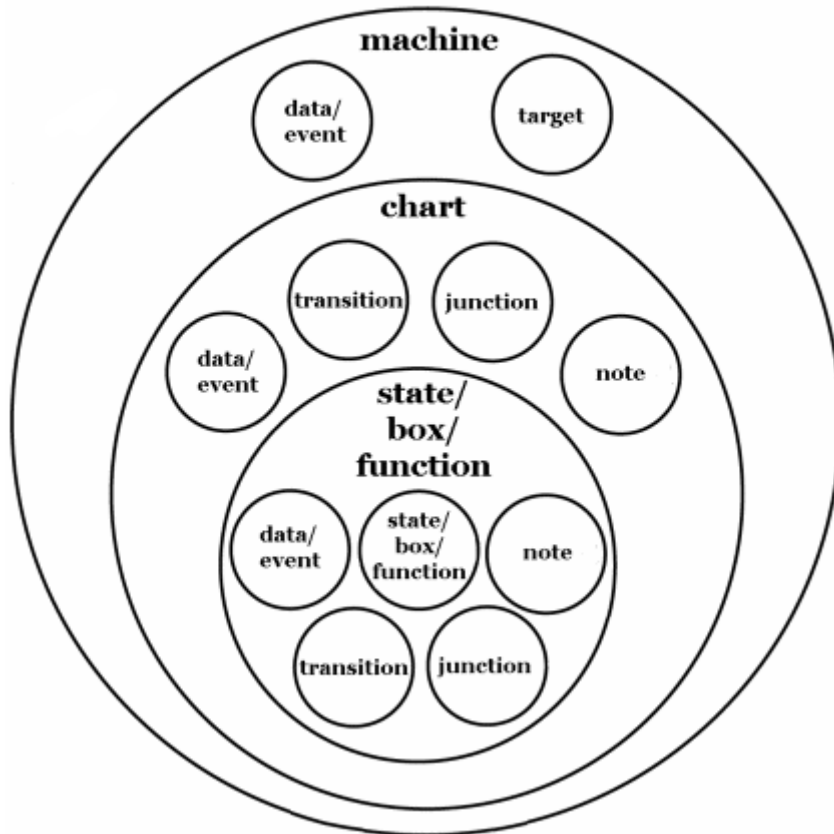 machine
data/
event
target
chart
transition
junction
data/
event
note
state/
box/
function
data/
event
state/
box/
function
note
transition
junction